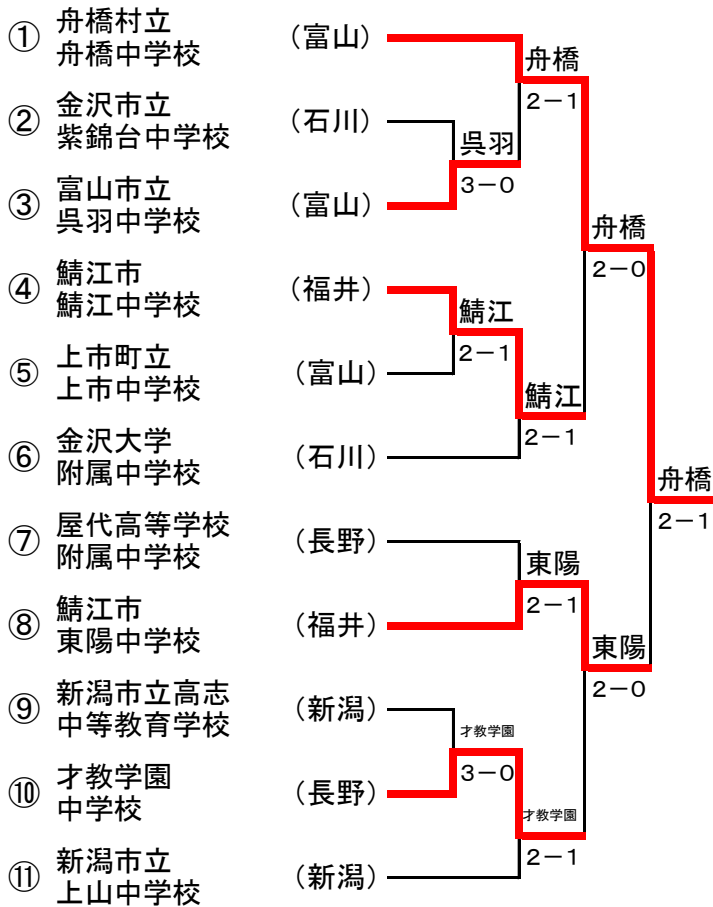 ① 舟橋村立
舟橋中学校
（富山）
② 金沢市立
紫錦台中学校
（石川）
③ 富山市立
呉羽中学校
（富山）
④ 鯖江市
鯖江中学校
（福井）
⑤ 上市町立
上市中学校
（富山）
⑥ 金沢大学
附属中学校
（石川）
⑦ 屋代高等学校
附属中学校
（長野）
⑧ 鯖江市
東陽中学校
（福井）
⑨ 新潟市立高志
中等教育学校
（新潟）
⑩ 才教学園
中学校
（長野）
⑪ 新潟市立
上山中学校
（新潟）
呉羽
３－０
鯖江
２－１
才教学園
３－０
舟橋
２－１
鯖江
２－１
東陽
２－１
才教学園
２－１
舟橋
２－０
東陽
２－０
舟橋
２－１